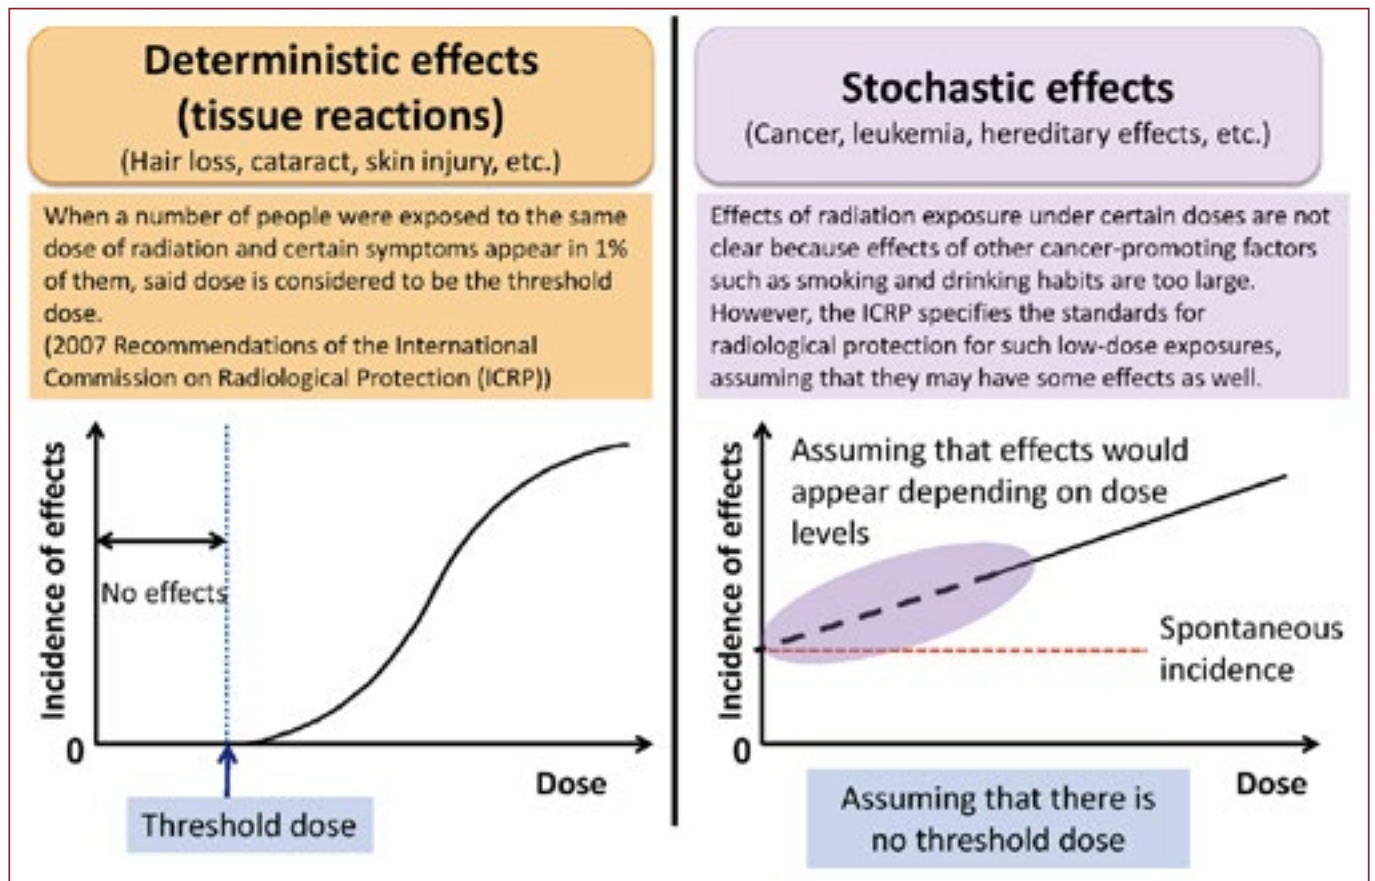 Deterministic effects
(tissue reactions)
(Hair loss, cataract, skin injury, etc.)
When a number of people were exposed to the same
dose of radiation and certain symptoms appear in 1%
of them, said dose is considered to be the threshold
dose.
(2007 Recommendations of the International
Commission on Radiological Protection (ICRP))
Incidence of effects
No effects
0
Dose
Threshold dose
Stochastic effects
(Cancer, leukemia, hereditary effects, etc.)
Effects of radiation exposure under certain doses are not
clear because effects of other cancer-promoting factors
such as smoking and drinking habits are too large.
However, the ICRP specifies the standards for
radiological protection for such low-dose exposures,
assuming that they may have some effects as well.
Incidence of effects
Assuming that effects would
appear depending on dose
levels
Spontaneous
incidence
0
Dose
Assuming that there is
no threshold dose